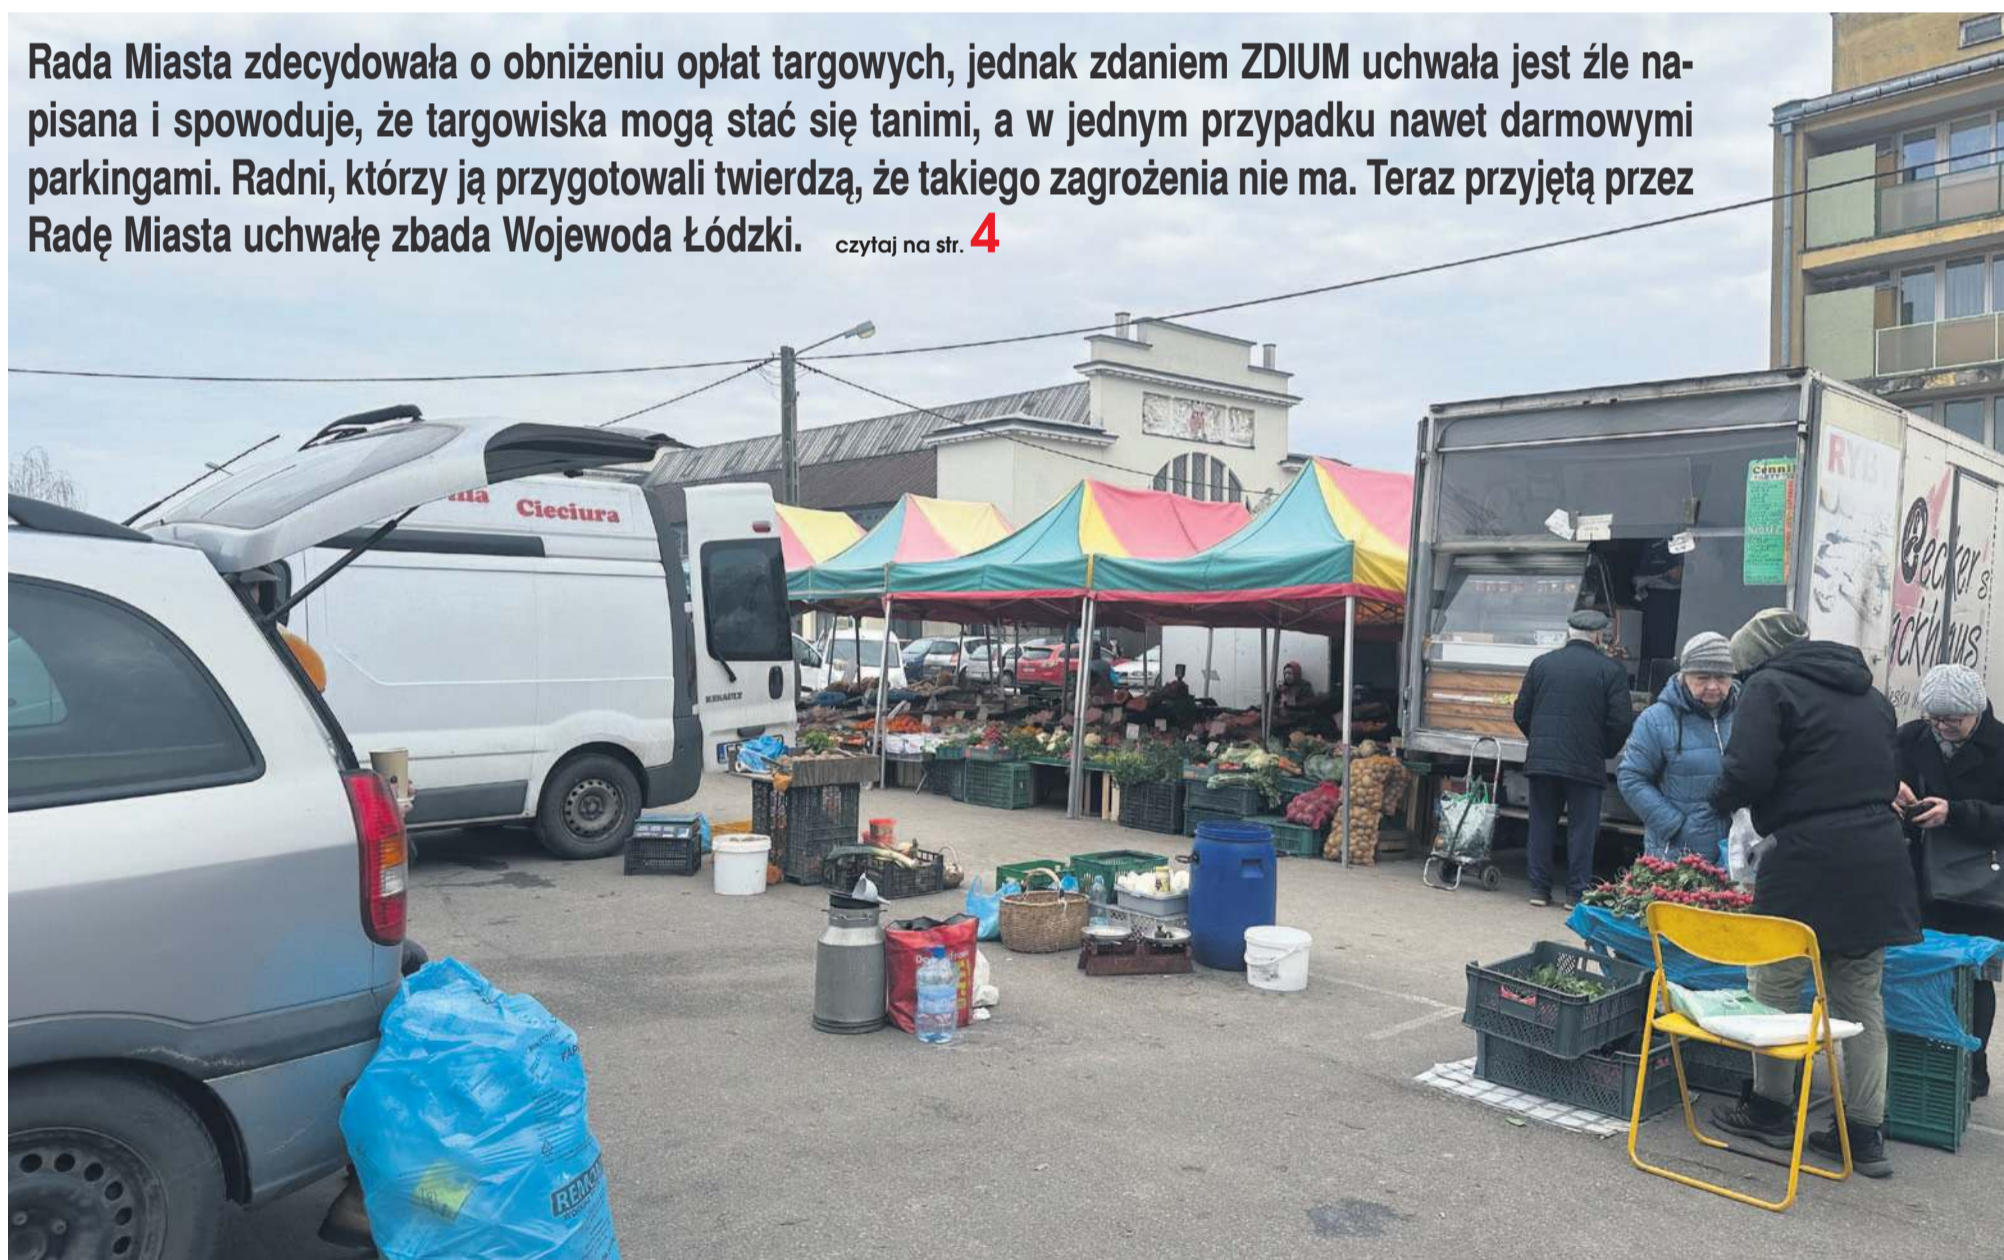 Rada Miasta zdecydowała o obniżeniu opłat targowych, jednak zdaniem ZDIUM uchwała jest źle na-
pisana i spowoduje, że targowiska mogą stać się tanimi, a w jednym przypadku nawet darmowymi
parkingami. Radni, którzy ją przygotowali twierdzą, że takiego zagrożenia nie ma. Teraz przyjętą przez
Radę Miasta uchwałę zbada Wojewoda Łódzki. czytaj na str. 4
Cieciura
RENAULT